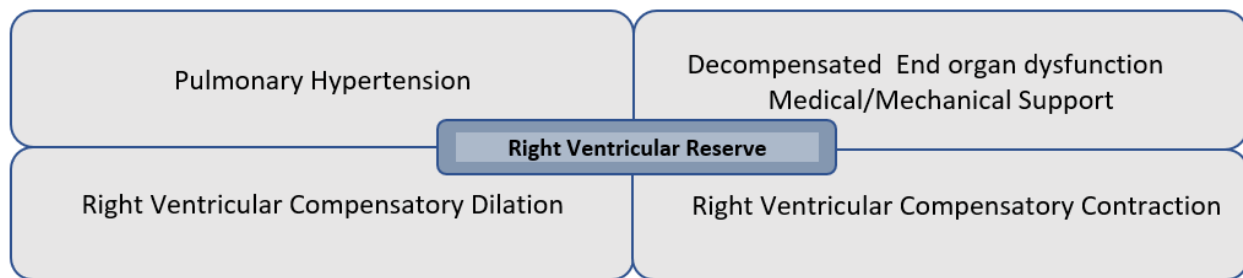 Pulmonary Hypertension
Decompensated  End organ dysfunction
Medical/Mechanical Support
Right Ventricular Reserve
Right Ventricular Compensatory Dilation
Right Ventricular Compensatory Contraction